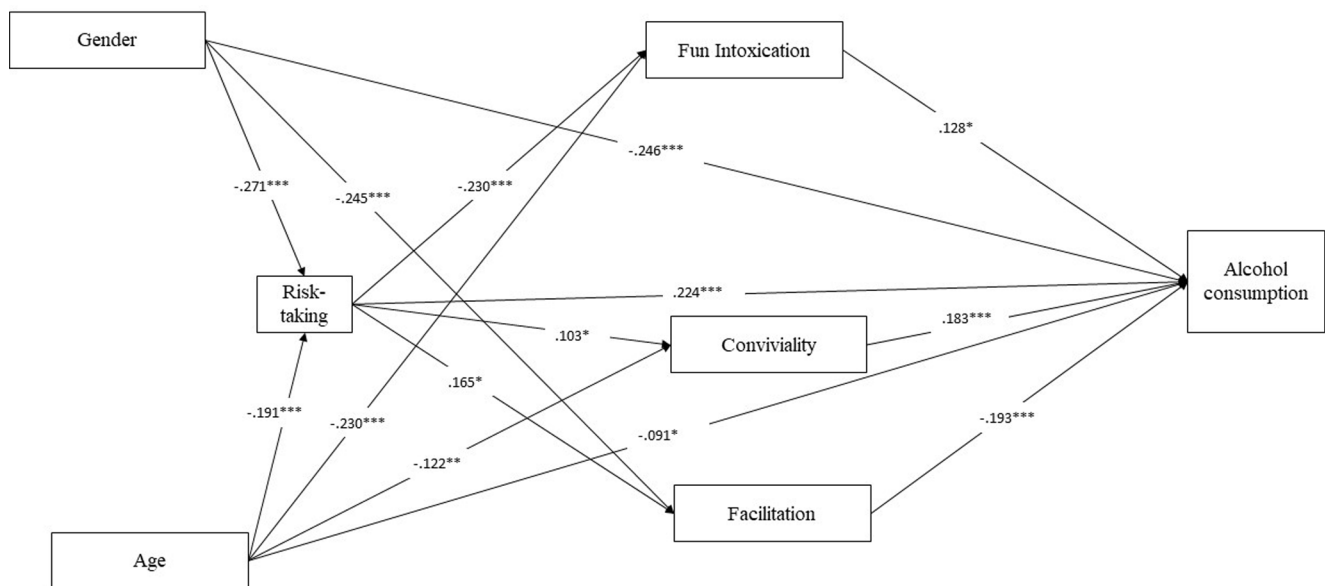 Gender
Fun Intoxication
.128*
-.246***
-.271***
-.245***
-.230***
Risk-
taking
.224***
Alcohol
consumption
.103*
Conviviality
.183***
.165*
-.191***
-.230***
-.091*
-.193***
-.122**
Facilitation
Age